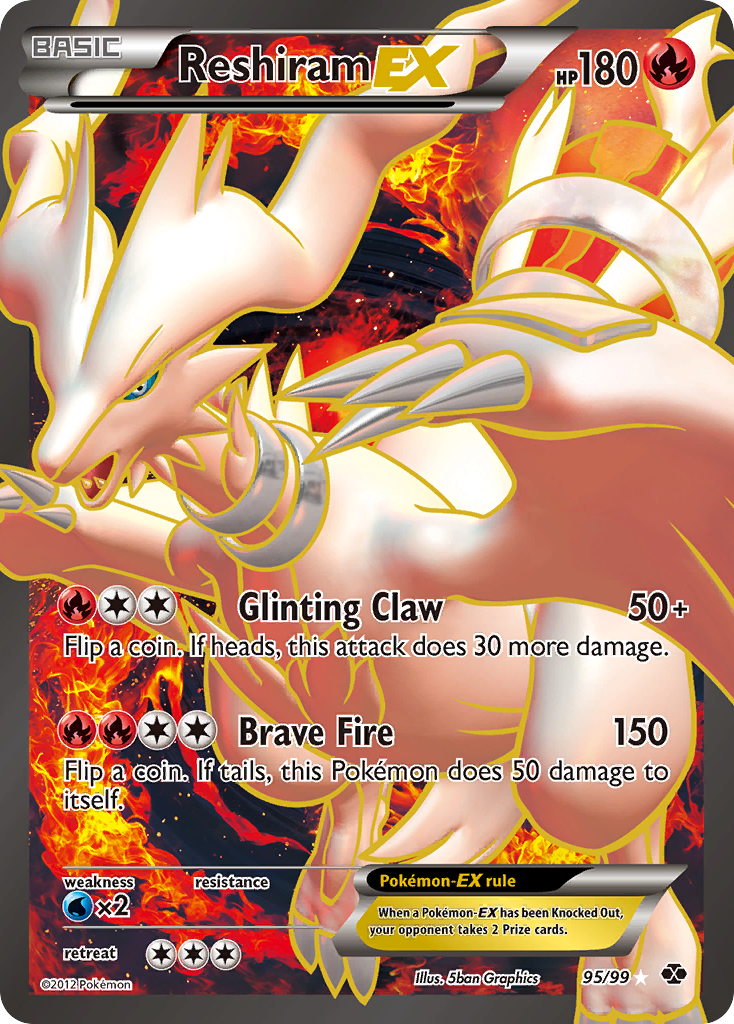 BASIC
ReshiramEX
HP180
Glinting Claw 50+
Flip a coin. If heads, this attack does 30 more damage.
Brave Fire 150
Flip a coin. If tails, this Pokémon does 50 damage to
itself.
weakness resistance
×2
retreat
Pokémon-EX rule
When a Pokémon-EX has been Knocked Out,
your opponent takes 2 Prize cards.
©2012 Pokémon
Illus. 5ban Graphics
95/99